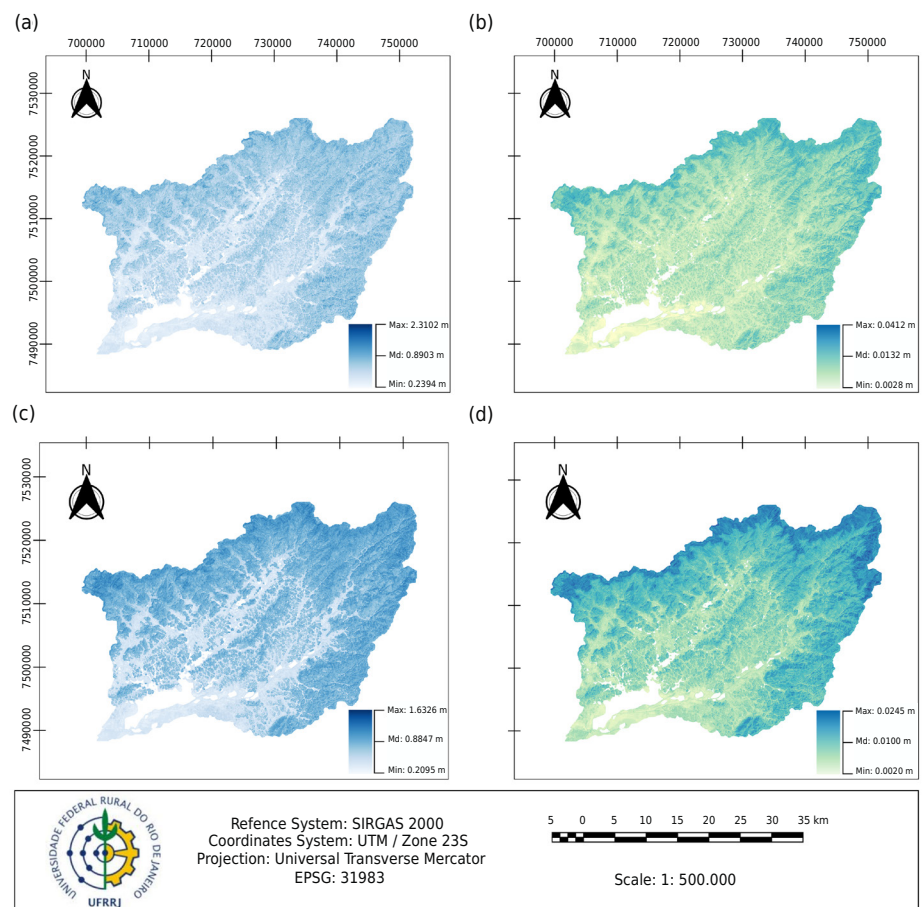 (a)
(b)
700000 710000 720000 730000 740000 750000
700000 710000 720000 730000 740000 750000
N
N
7530000
7520000
7510000
7500000
7490000
Max: 2.3102 m
Md: 0.8903 m
Min: 0.2394 m
Max: 0.0412 m
Md: 0.0132 m
Min: 0.0028 m
(c)
(d)
N
N
7530000
7520000
7510000
7500000
7490000
Max: 1.6326 m
Md: 0.8847 m
Min: 0.2095 m
Max: 0.0245 m
Md: 0.0100 m
Min: 0.0020 m
UNIVERSIDADE FEDERAL RURAL DO RIO DE JANEIRO
UFRRJ
Refence System: SIRGAS 2000
Coordinates System: UTM / Zone 23S
Projection: Universal Transverse Mercator
EPSG: 31983
5 0 5 10 15 20 25 30 35 km
Scale: 1: 500.000